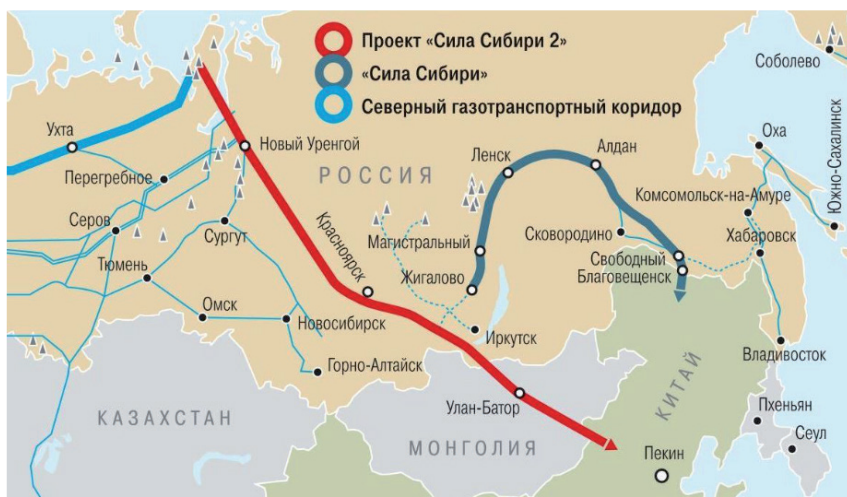 Проект «Сила Сибири 2»
«Сила Сибири»
Северный газотранспортный коридор
Соболево
Ухта
Новый Уренгой
Перегребное
РОССИЯ
Ленск
Алдан
Оха
Южно-Сахалинск
Комсомольск-на-Амуре
Серов
Сургут
Красноярск
Магистральный
Сковородино
Хабаровск
Тюмень
Жигалово
Свободный
Благовещенск
Омск
Новосибирск
Иркутск
Горно-Алтайск
Владивосток
КАЗАХСТАН
Улан-Батор
МОНГОЛИЯ
КИТАЙ
Пхеньян
Сеул
Пекин